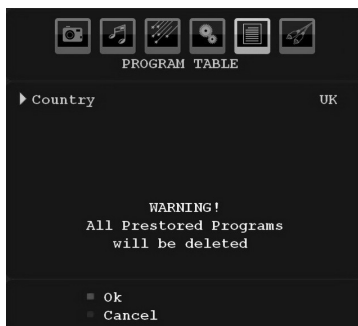 PROGRAM TABLE
Country UK
WARNING!
All Prestored Programs
will be deleted
Ok
Cancel